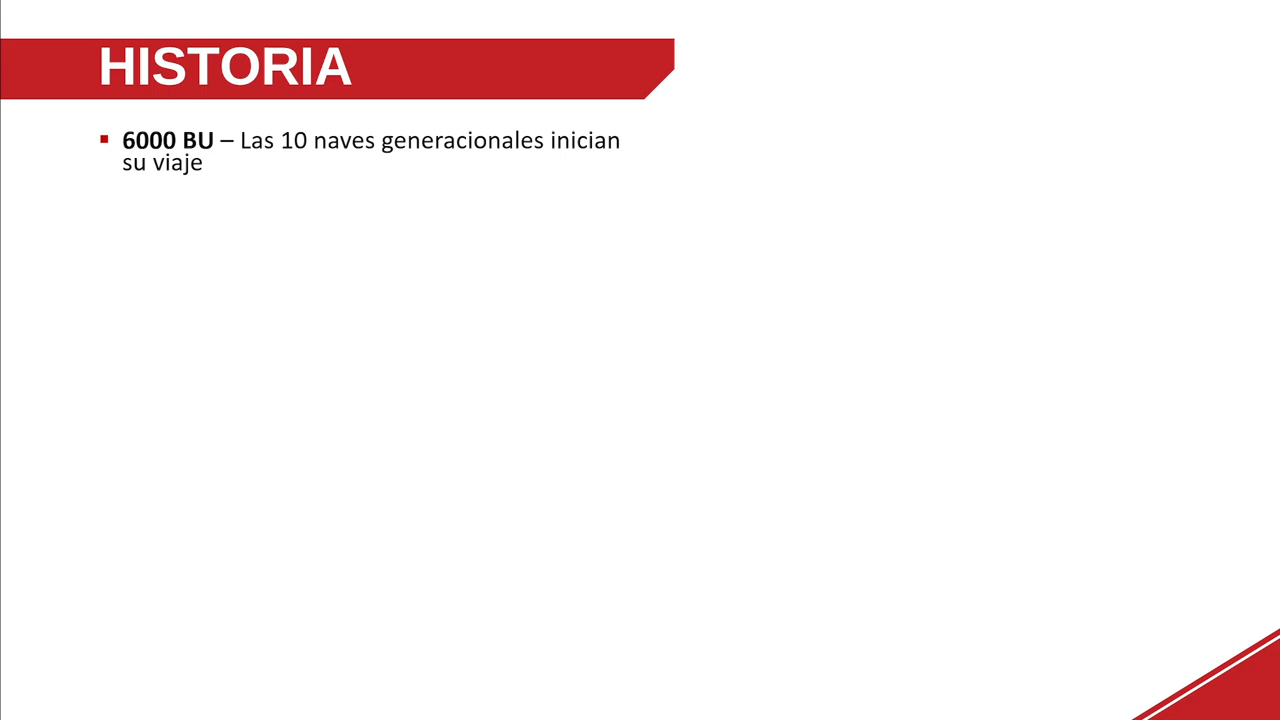 HISTORIA
6000 BU – Las 10 naves generacionales inician
su viaje